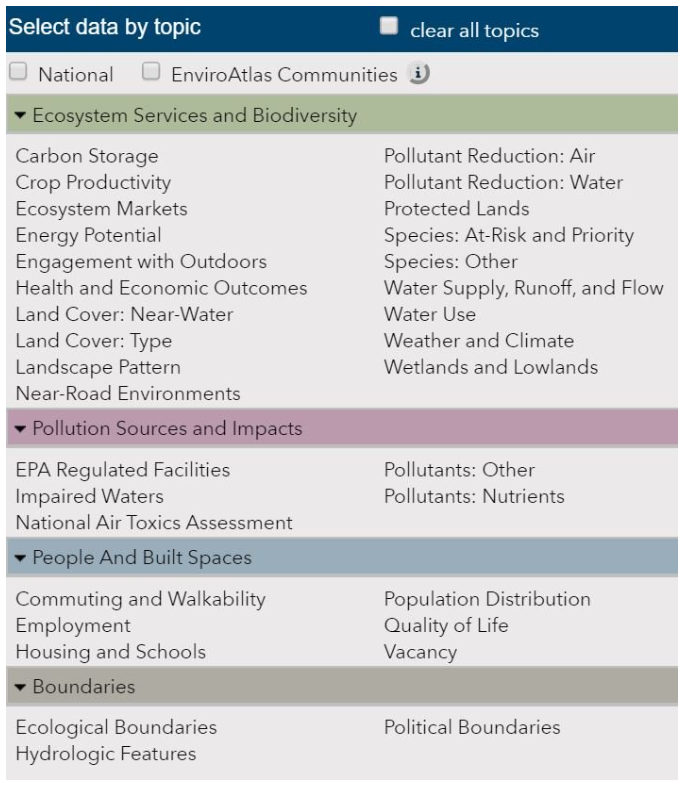 Select data by topic
clear all topics
National
EnviroAtlas Communities
Ecosystem Services and Biodiversity
Carbon Storage
Crop Productivity
Ecosystem Markets
Energy Potential
Engagement with Outdoors
Health and Economic Outcomes
Land Cover: Near-Water
Land Cover: Type
Landscape Pattern
Near-Road Environments
Pollutant Reduction: Air
Pollutant Reduction: Water
Protected Lands
Species: At-Risk and Priority
Species: Other
Water Supply, Runoff, and Flow
Water Use
Weather and Climate
Wetlands and Lowlands
Pollution Sources and Impacts
EPA Regulated Facilities
Impaired Waters
National Air Toxics Assessment
Pollutants: Other
Pollutants: Nutrients
People And Built Spaces
Commuting and Walkability
Employment
Housing and Schools
Population Distribution
Quality of Life
Vacancy
Boundaries
Ecological Boundaries
Hydrologic Features
Political Boundaries